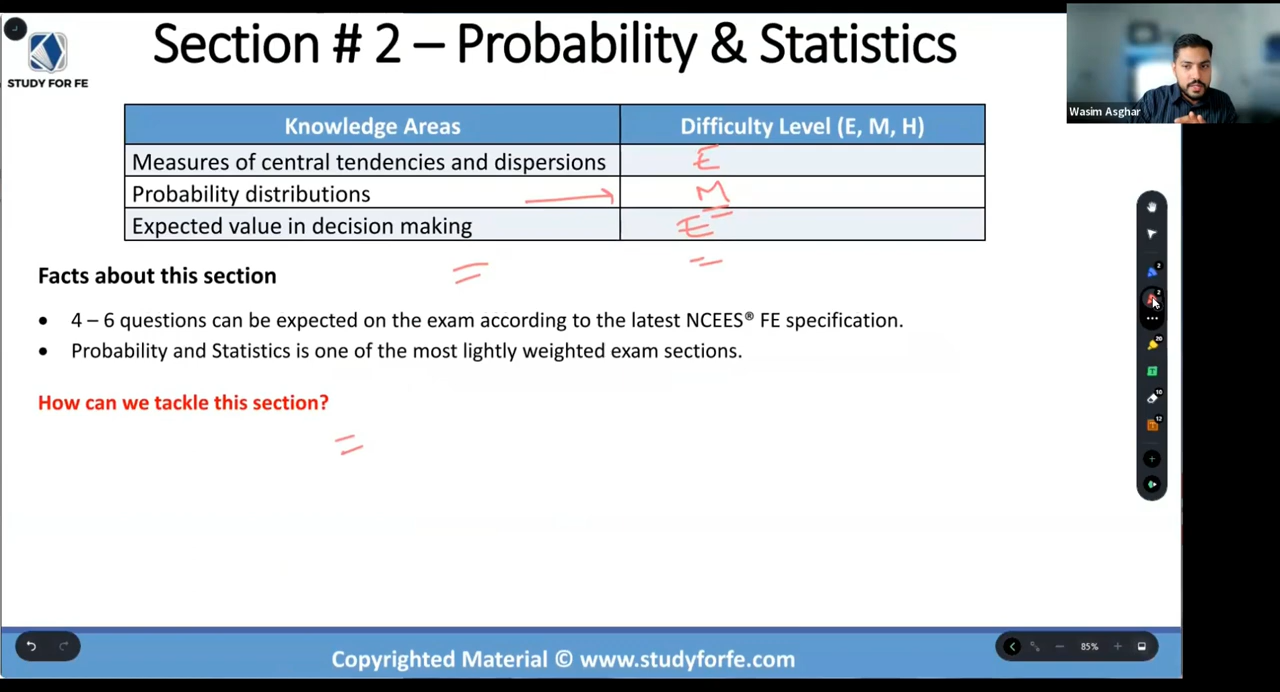 Section # 2 – Probability & Statistics
STUDY FOR FE
Wasim Asghar
Knowledge Areas Difficulty Level (E, M, H)
Measures of central tendencies and dispersions E
Probability distributions M
Expected value in decision making E
Facts about this section
• 4 – 6 questions can be expected on the exam according to the latest NCEES® FE specification.
• Probability and Statistics is one of the most lightly weighted exam sections.
How can we tackle this section?
85%
Copyrighted Material © www.studyforfe.com